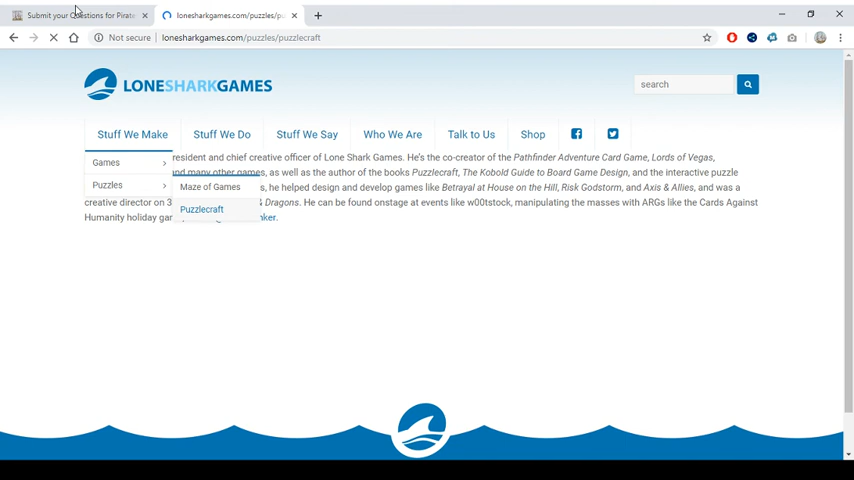 Submit your Questions for Pirate
lonesharkgames.com/puzzles/puzzlecraft
Not secure
lonesharkgames.com/puzzles/puzzlecraft
LONESHARKGAMES
search
Stuff We Make
Stuff We Do
Stuff We Say
Who We Are
Talk to Us
Shop
Games
Puzzles
Maze of Games
Puzzlecraft
resident and chief creative officer of Lone Shark Games. He's the co-creator of the Pathfinder Adventure Card Game, Lords of Vegas,
and many other games, as well as the author of the books Puzzlecraft, The Kobold Guide to Board Game Design, and the interactive puzzle
s, he helped design and develop games like Betrayal at House on the Hill, Risk Godstorm, and Axis & Allies, and was a
creative director on 3 & Dragons. He can be found onstage at events like w00tstock, manipulating the masses with ARGs like the Cards Against
Humanity holiday ga nker.